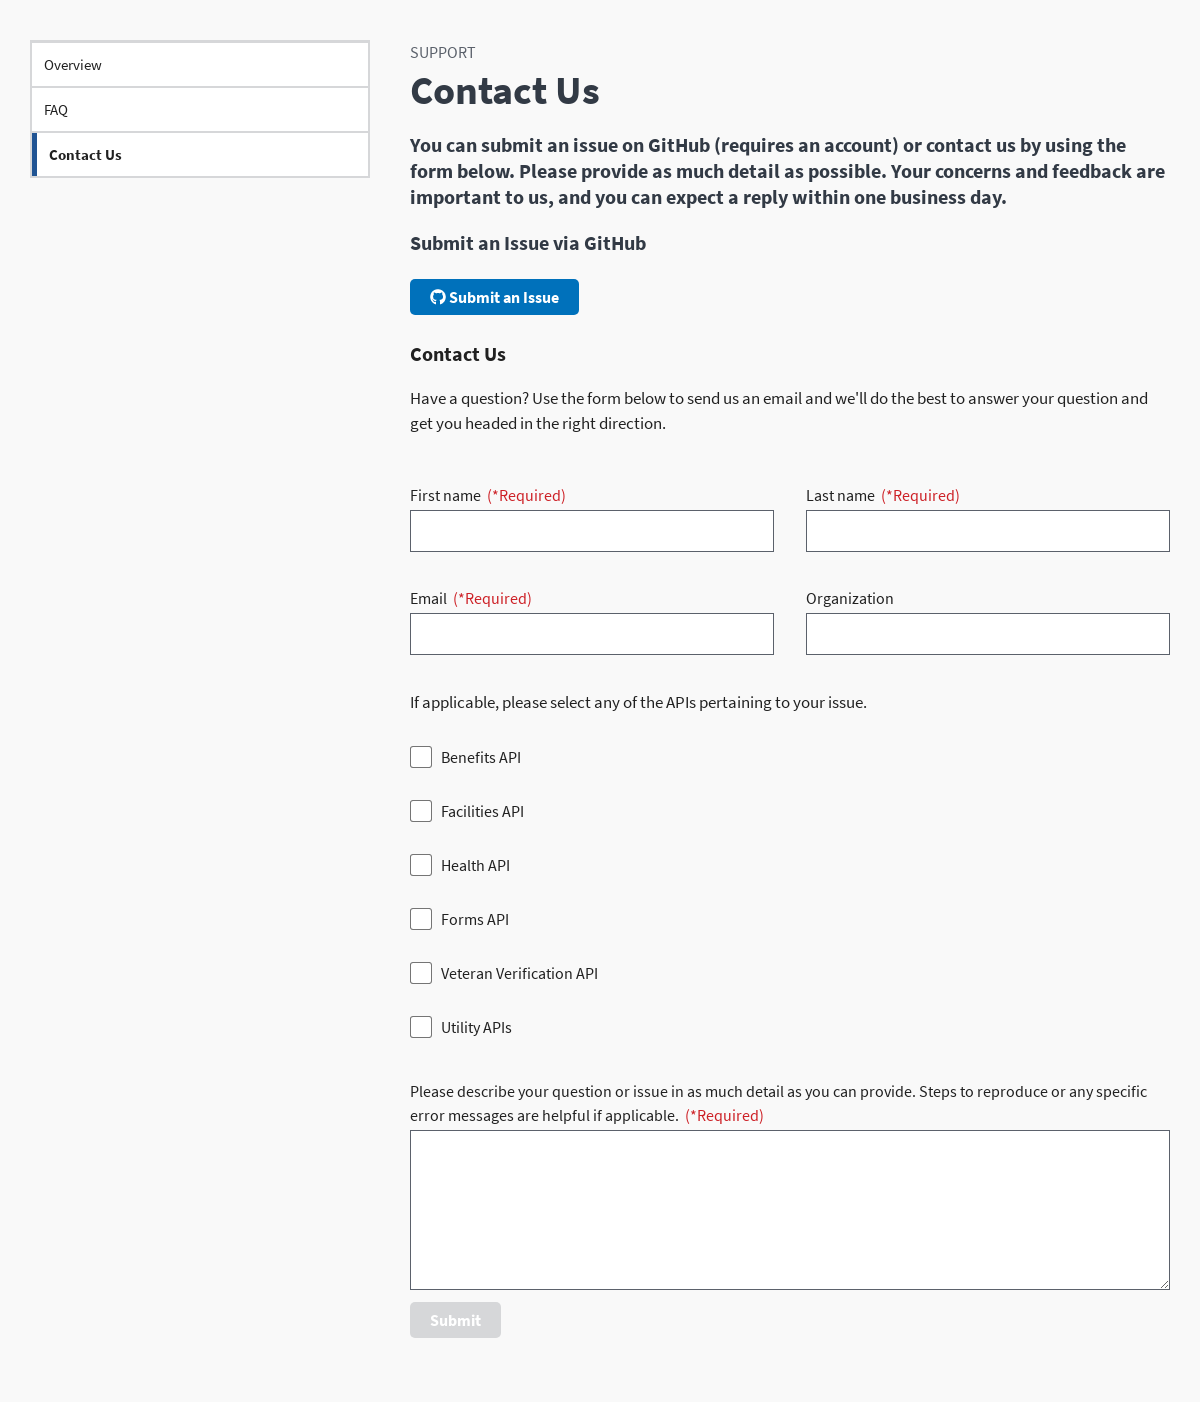 Overview
FAQ
Contact Us
SUPPORT
Contact Us
You can submit an issue on GitHub (requires an account) or contact us by using the
form below. Please provide as much detail as possible. Your concerns and feedback are
important to us, and you can expect a reply within one business day.
Submit an Issue via GitHub
Submit an Issue
Contact Us
Have a question? Use the form below to send us an email and we'll do the best to answer your question and
get you headed in the right direction.
First name (*Required)
Last name (*Required)
Email (*Required)
Organization
If applicable, please select any of the APIs pertaining to your issue.
Benefits API
Facilities API
Health API
Forms API
Veteran Verification API
Utility APIs
Please describe your question or issue in as much detail as you can provide. Steps to reproduce or any specific
error messages are helpful if applicable. (*Required)
Submit